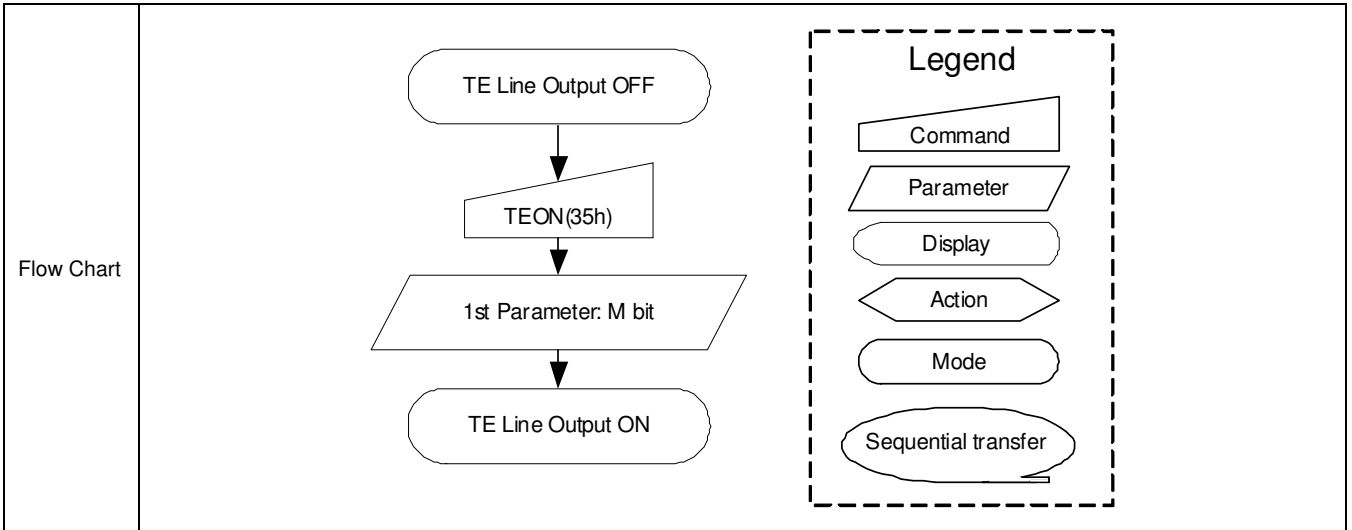 Flow Chart
TE Line Output OFF
TEON(35h)
1st Parameter: M bit
TE Line Output ON
Legend
Command
Parameter
Display
Action
Mode
Sequential transfer